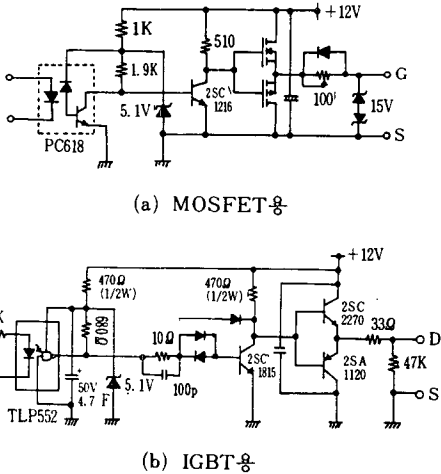 +12V
1K
510
1.9K
G
5.1V
2SC
1216
100
15V
PC618
S
(a) MOSFET용
+12V
470Ω
(1/2W)
470Ω
(1/2W)
K
680Ω
2SC
2270
10Ω
33Ω
D
2SC
1815
2SA
1120
47K
5.1V
100p
50V
4.7
F
S
TLP552
(b) IGBT용